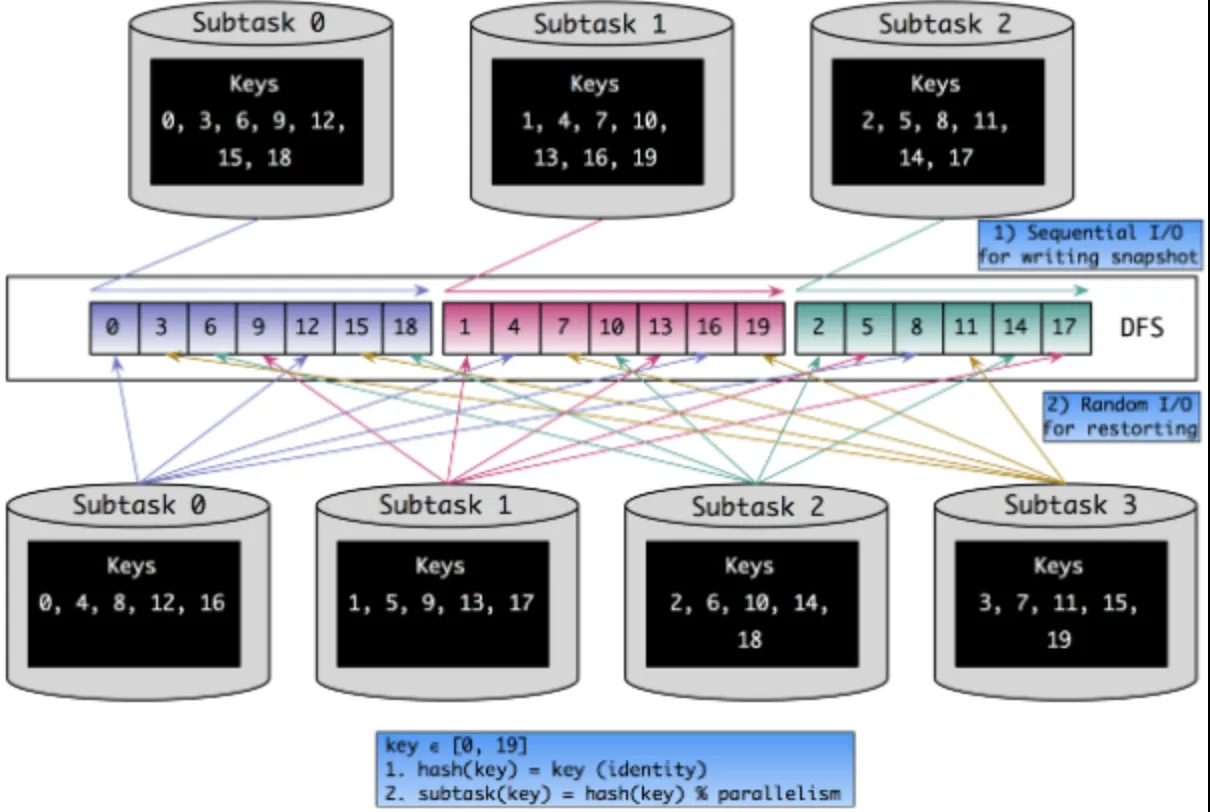 Subtask 0
Keys
0, 3, 6, 9, 12,
15, 18
Subtask 1
Keys
1, 4, 7, 10,
13, 16, 19
Subtask 2
Keys
2, 5, 8, 11,
14, 17
1) Sequential I/O
for writing snapshot
0 3 6 9 12 15 18 1 4 7 10 13 16 19 2 5 8 11 14 17 DFS
2) Random I/O
for restorting
Subtask 0
Keys
0, 4, 8, 12, 16
Subtask 1
Keys
1, 5, 9, 13, 17
Subtask 2
Keys
2, 6, 10, 14,
18
Subtask 3
Keys
3, 7, 11, 15,
19
key ∈ [0, 19]
1. hash(key) = key (identity)
2. subtask(key) = hash(key) % parallelism